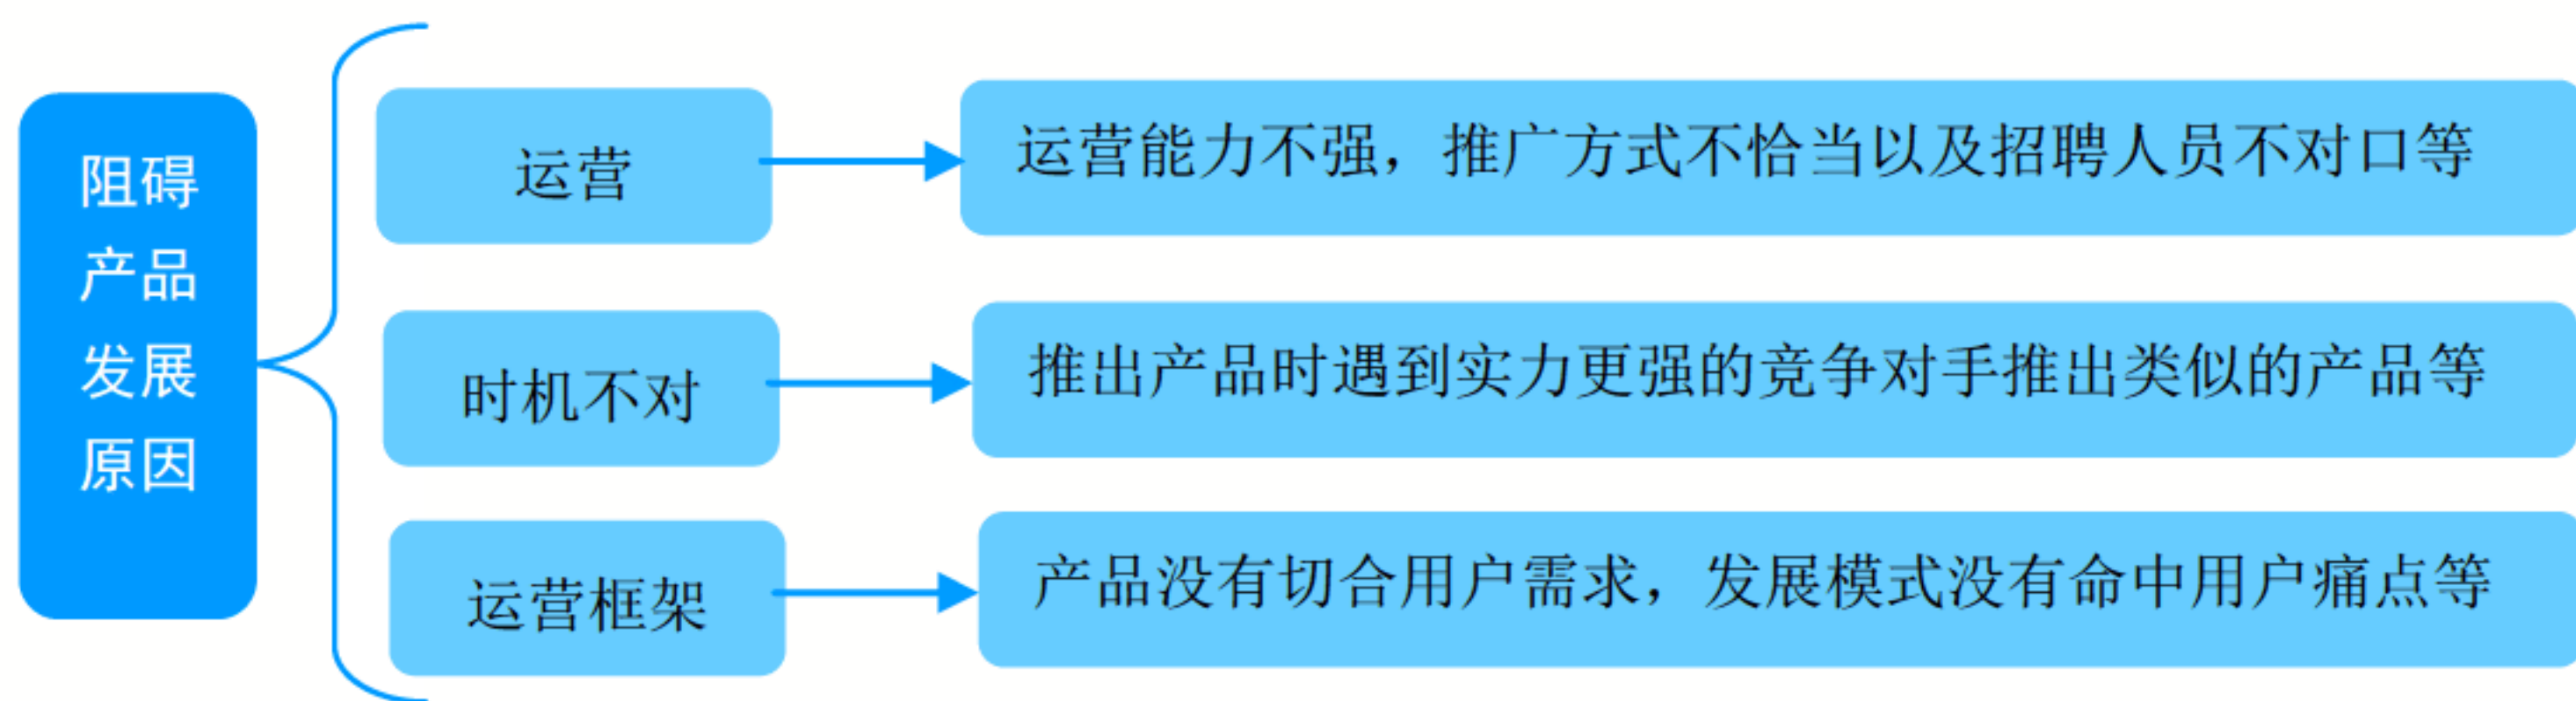 阻碍
产品
发展
原因
运营
运营能力不强，推广方式不恰当以及招聘人员不对口等
时机不对
推出产品时遇到实力更强的竞争对手推出类似的产品等
运营框架
产品没有切合用户需求，发展模式没有命中用户痛点等